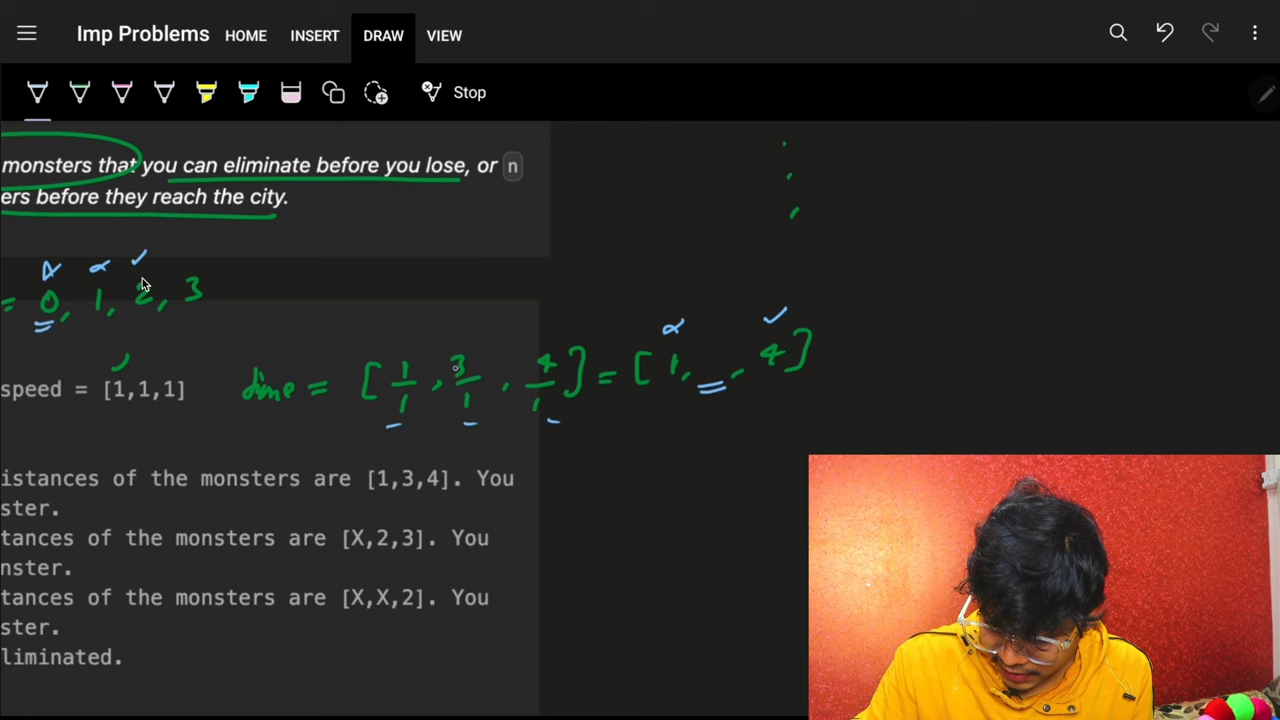 Imp Problems HOME INSERT DRAW VIEW
Stop
monsters that you can eliminate before you lose, or n
ers before they reach the city.
= 0, 1, 2, 3
speed = [1,1,1]
time = [1/1, 3/1, 4/1] = [1, , 4]
istances of the monsters are [1,3,4]. You
ster.
tances of the monsters are [X,2,3]. You
nster.
tances of the monsters are [X,X,2]. You
ster.
liminated.